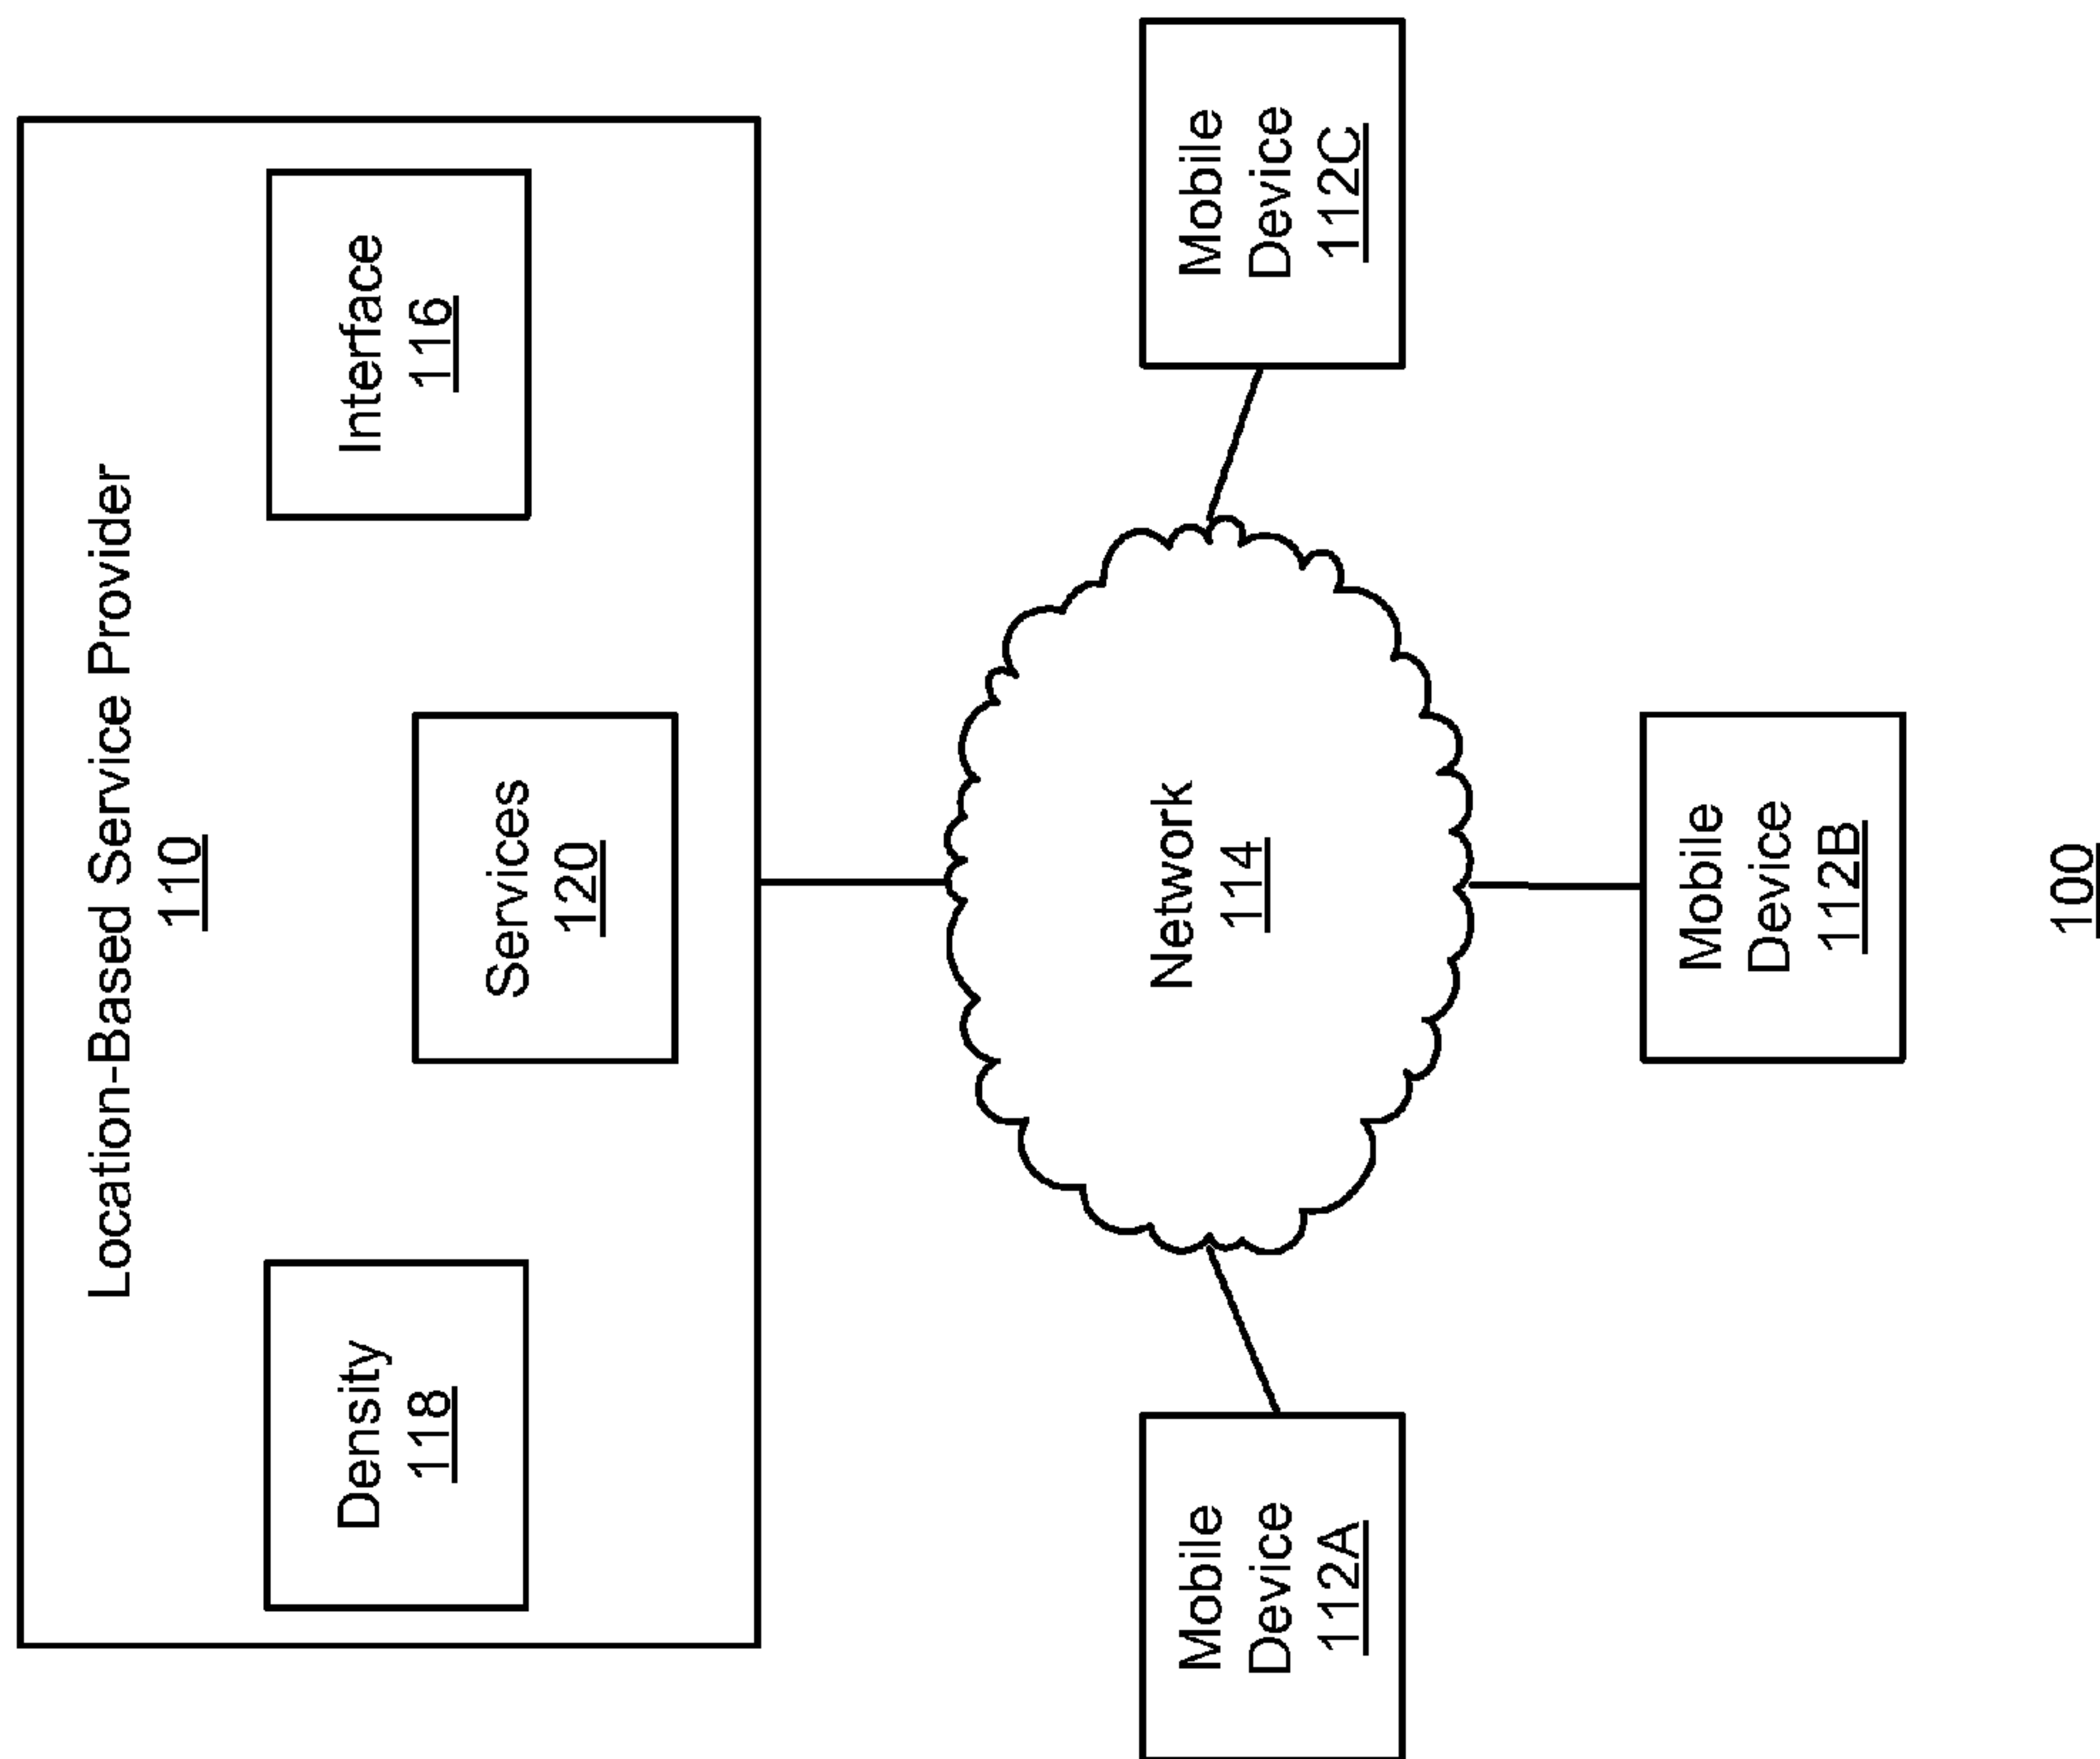 Location-Based Service Provider
110
Density
118
Services
120
Interface
116
Network
114
Mobile
Device
112A
Mobile
Device
112B
Mobile
Device
112C
100